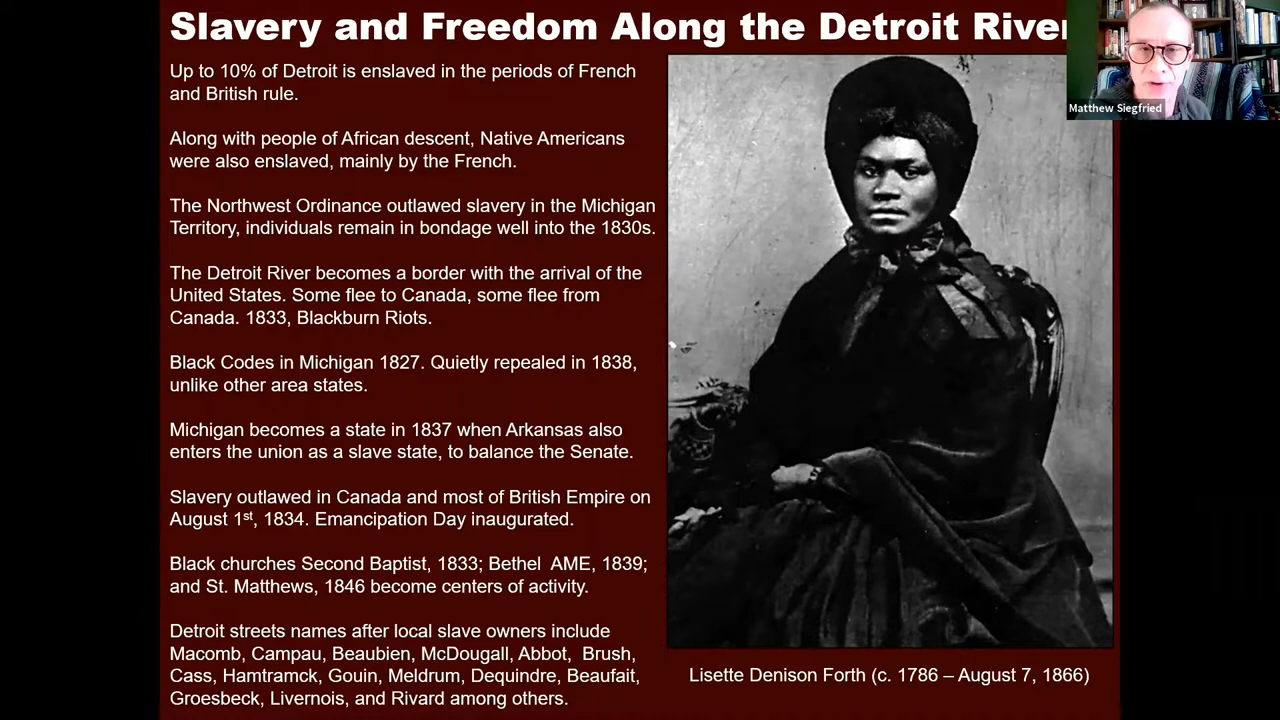 Slavery and Freedom Along the Detroit River
Up to 10% of Detroit is enslaved in the periods of French
and British rule.
Along with people of African descent, Native Americans
were also enslaved, mainly by the French.
The Northwest Ordinance outlawed slavery in the Michigan
Territory, individuals remain in bondage well into the 1830s.
The Detroit River becomes a border with the arrival of the
United States. Some flee to Canada, some flee from
Canada. 1833, Blackburn Riots.
Black Codes in Michigan 1827. Quietly repealed in 1838,
unlike other area states.
Michigan becomes a state in 1837 when Arkansas also
enters the union as a slave state, to balance the Senate.
Slavery outlawed in Canada and most of British Empire on
August 1st, 1834. Emancipation Day inaugurated.
Black churches Second Baptist, 1833; Bethel AME, 1839;
and St. Matthews, 1846 become centers of activity.
Detroit streets names after local slave owners include
Macomb, Campau, Beaubien, McDougall, Abbot, Brush,
Cass, Hamtramck, Gouin, Meldrum, Dequindre, Beaufait,
Groesbeck, Livernois, and Rivard among others.
Lisette Denison Forth (c. 1786 – August 7, 1866)
Matthew Siegfried